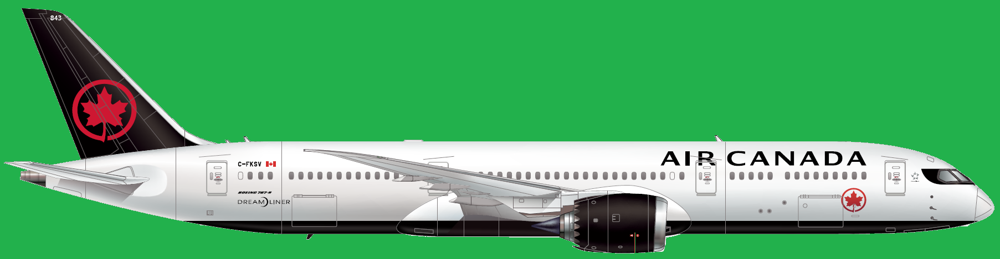 843
AIR CANADA
C-FKSV
BOEING 787-9
DREAMLINER